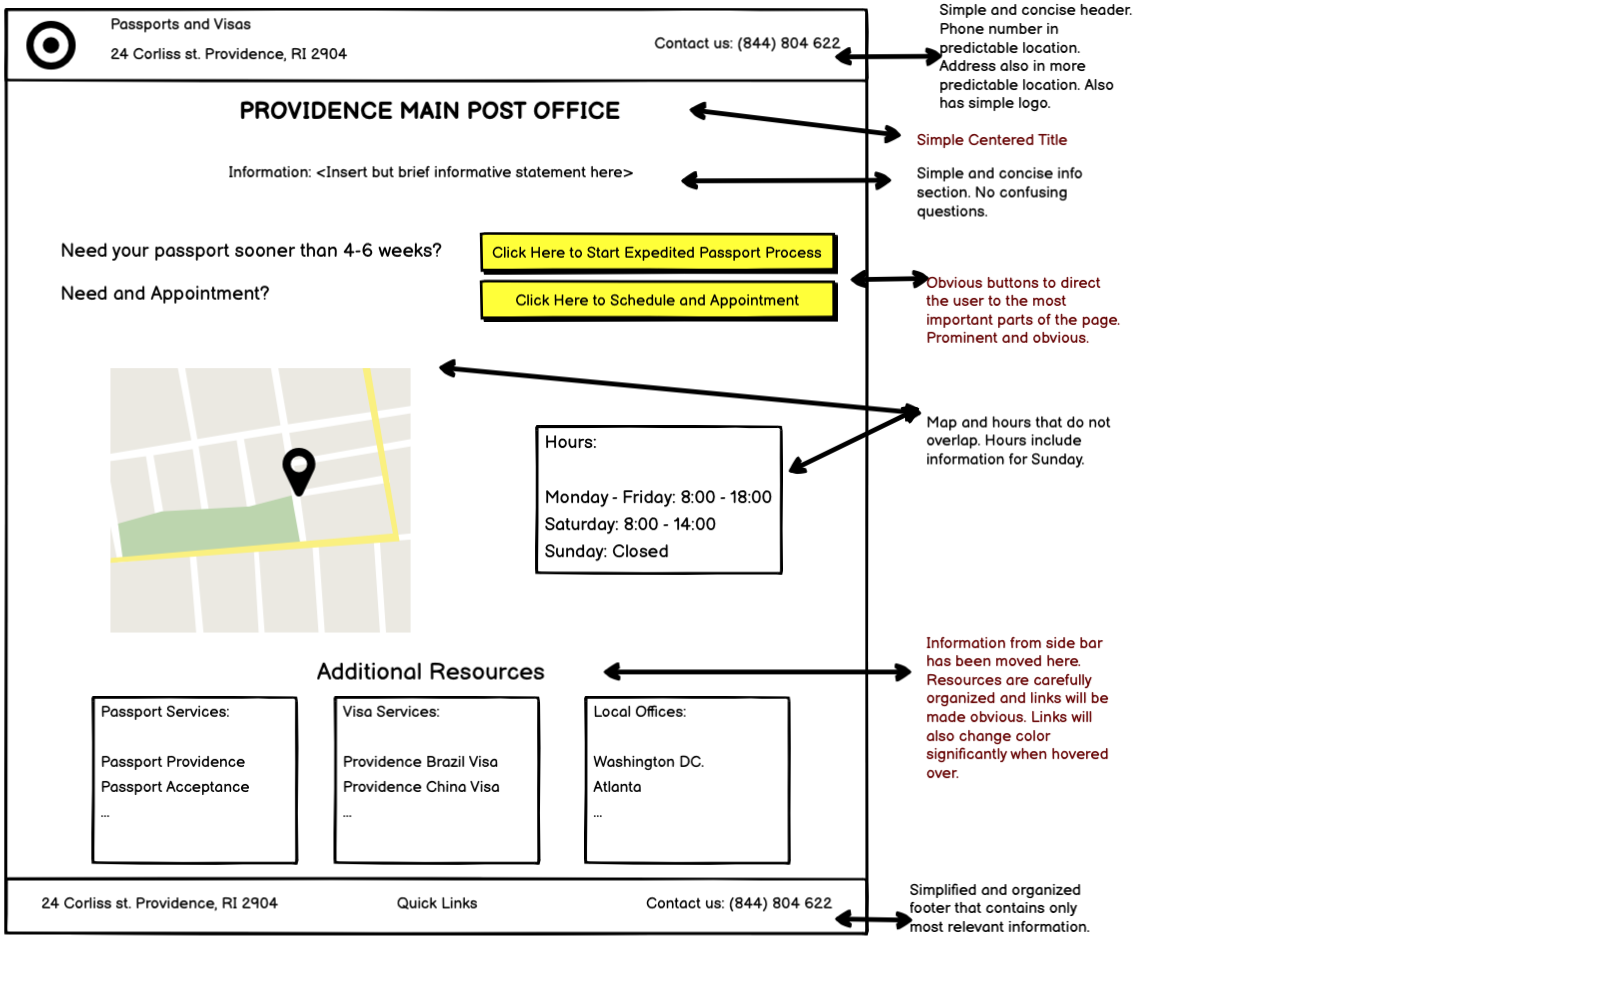 Passports and Visas
24 Corliss st. Providence, RI 2904
Contact us: (844) 804 622
Simple and concise header.
Phone number in
predictable location.
Address also in more
predictable location. Also
has simple logo.
PROVIDENCE MAIN POST OFFICE
Simple Centered Title
Information: <Insert but brief informative statement here>
Simple and concise info
section. No confusing
questions.
Need your passport sooner than 4-6 weeks?
Click Here to Start Expedited Passport Process
Need and Appointment?
Click Here to Schedule and Appointment
Obvious buttons to direct
the user to the most
important parts of the page.
Prominent and obvious.
Map and hours that do not
overlap. Hours include
information for Sunday.
Hours:
Monday - Friday: 8:00 - 18:00
Saturday: 8:00 - 14:00
Sunday: Closed
Additional Resources
Information from side bar
has been moved here.
Resources are carefully
organized and links will be
made obvious. Links will
also change color
significantly when hovered
over.
Passport Services:
Passport Providence
Passport Acceptance
...
Visa Services:
Providence Brazil Visa
Providence China Visa
...
Local Offices:
Washington DC.
Atlanta
...
24 Corliss st. Providence, RI 2904
Quick Links
Contact us: (844) 804 622
Simplified and organized
footer that contains only
most relevant information.